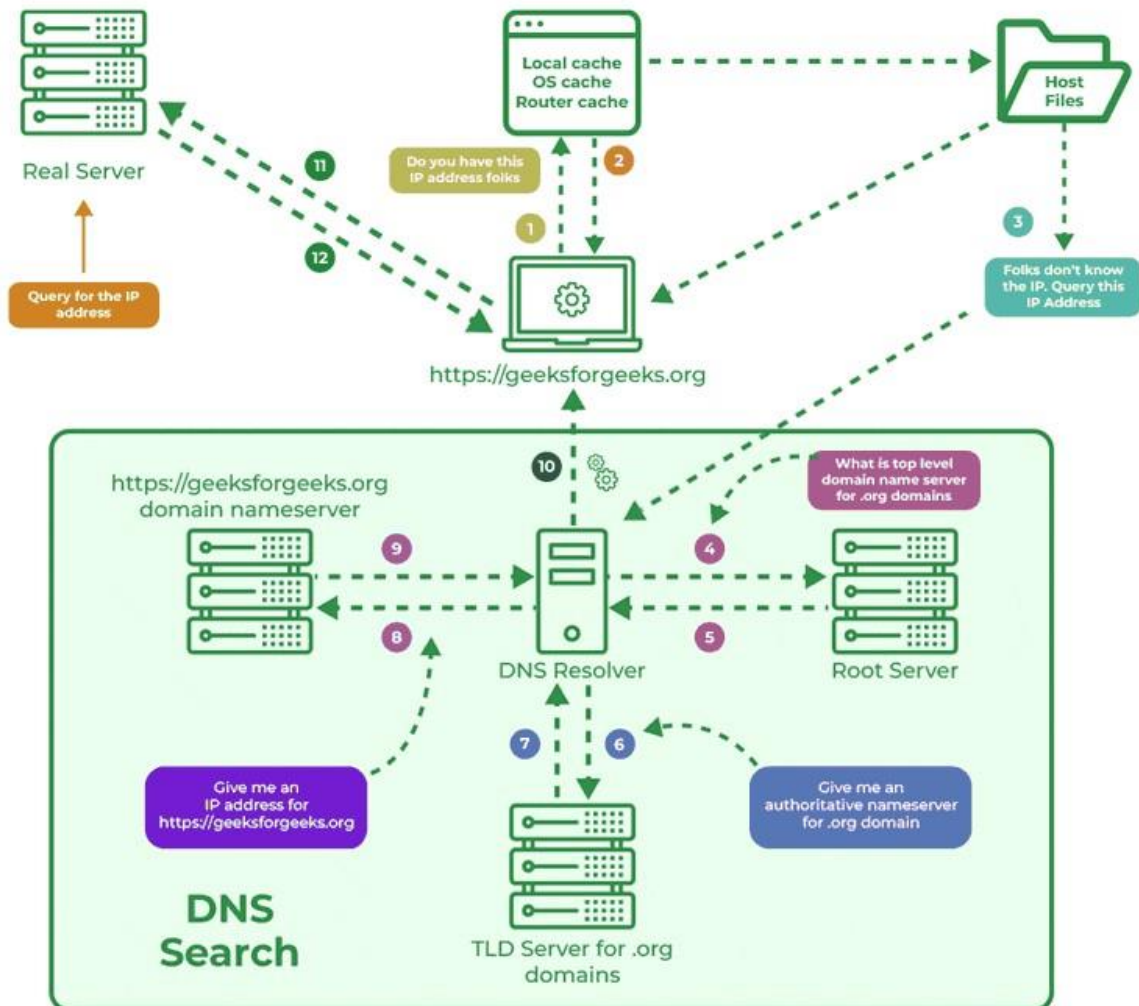 Local cache
OS cache
Router cache
Host
Files
Real Server
11
Do you have this
IP address folks
2
1
12
3
Query for the IP
address
Folks don't know
the IP. Query this
IP Address
https://geeksforgeeks.org
https://geeksforgeeks.org
domain nameserver
10
What is top level
domain name server
for .org domains
9
4
8
5
DNS Resolver
Root Server
7
6
Give me an
IP address for
https://geeksforgeeks.org
Give me an
authoritative nameserver
for .org domain
DNS
Search
TLD Server for .org
domains